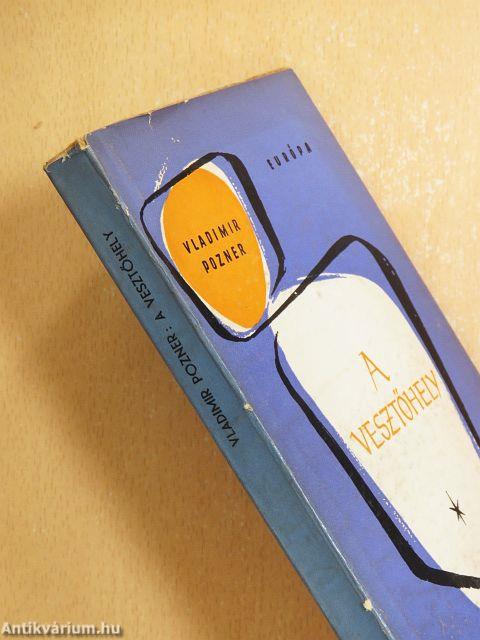 EURÓPA
VLADIMIR
POZNER
A
VESZTŐHELY
VLADIMIR POZNER: A VESZTŐHELY
Antikvárium.hu